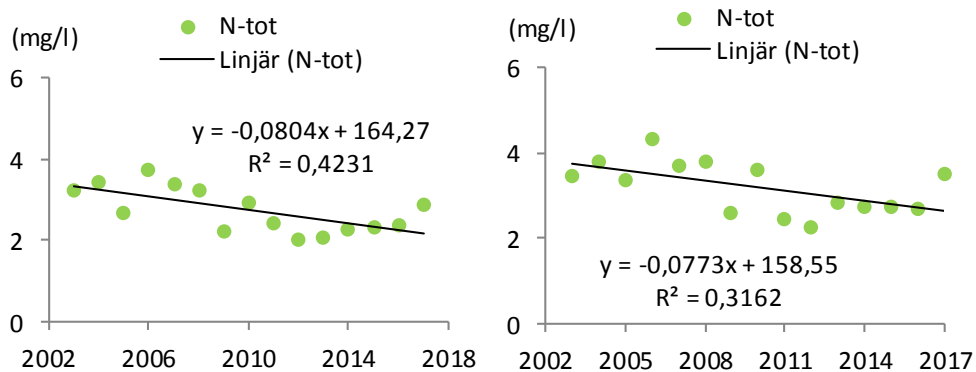 (mg/l)
N-tot
Linjär (N-tot)
6
4
2
0
y = -0,0804x + 164,27
R² = 0,4231
2002 2006 2010 2014 2018
(mg/l)
N-tot
Linjär (N-tot)
6
4
2
0
y = -0,0773x + 158,55
R² = 0,3162
2002 2005 2008 2011 2014 2017